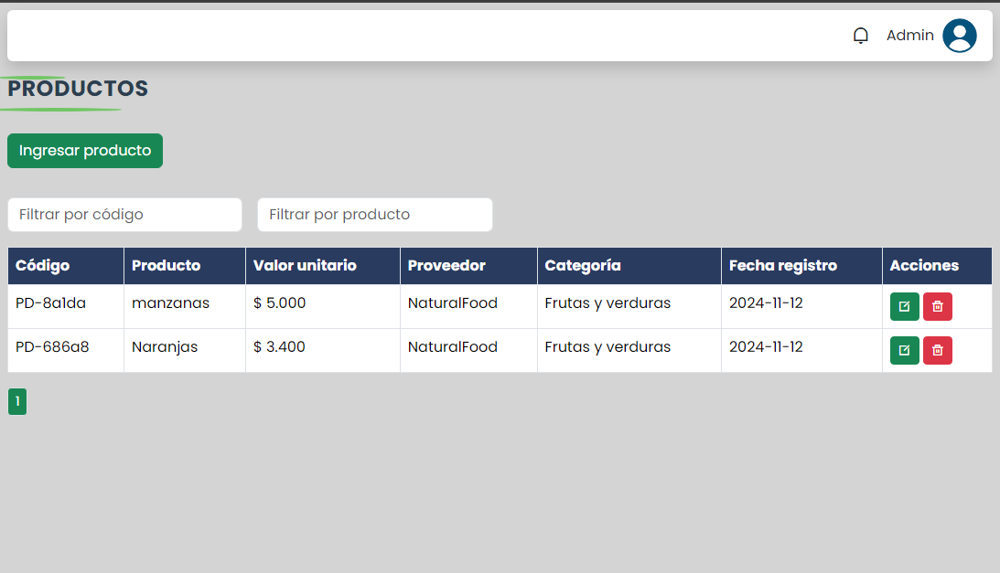 Admin
PRODUCTOS
Ingresar producto
Filtrar por código Filtrar por producto
Código Producto Valor unitario Proveedor Categoría Fecha registro Acciones
PD-8a1da manzanas $ 5.000 NaturalFood Frutas y verduras 2024-11-12
PD-686a8 Naranjas $ 3.400 NaturalFood Frutas y verduras 2024-11-12
1